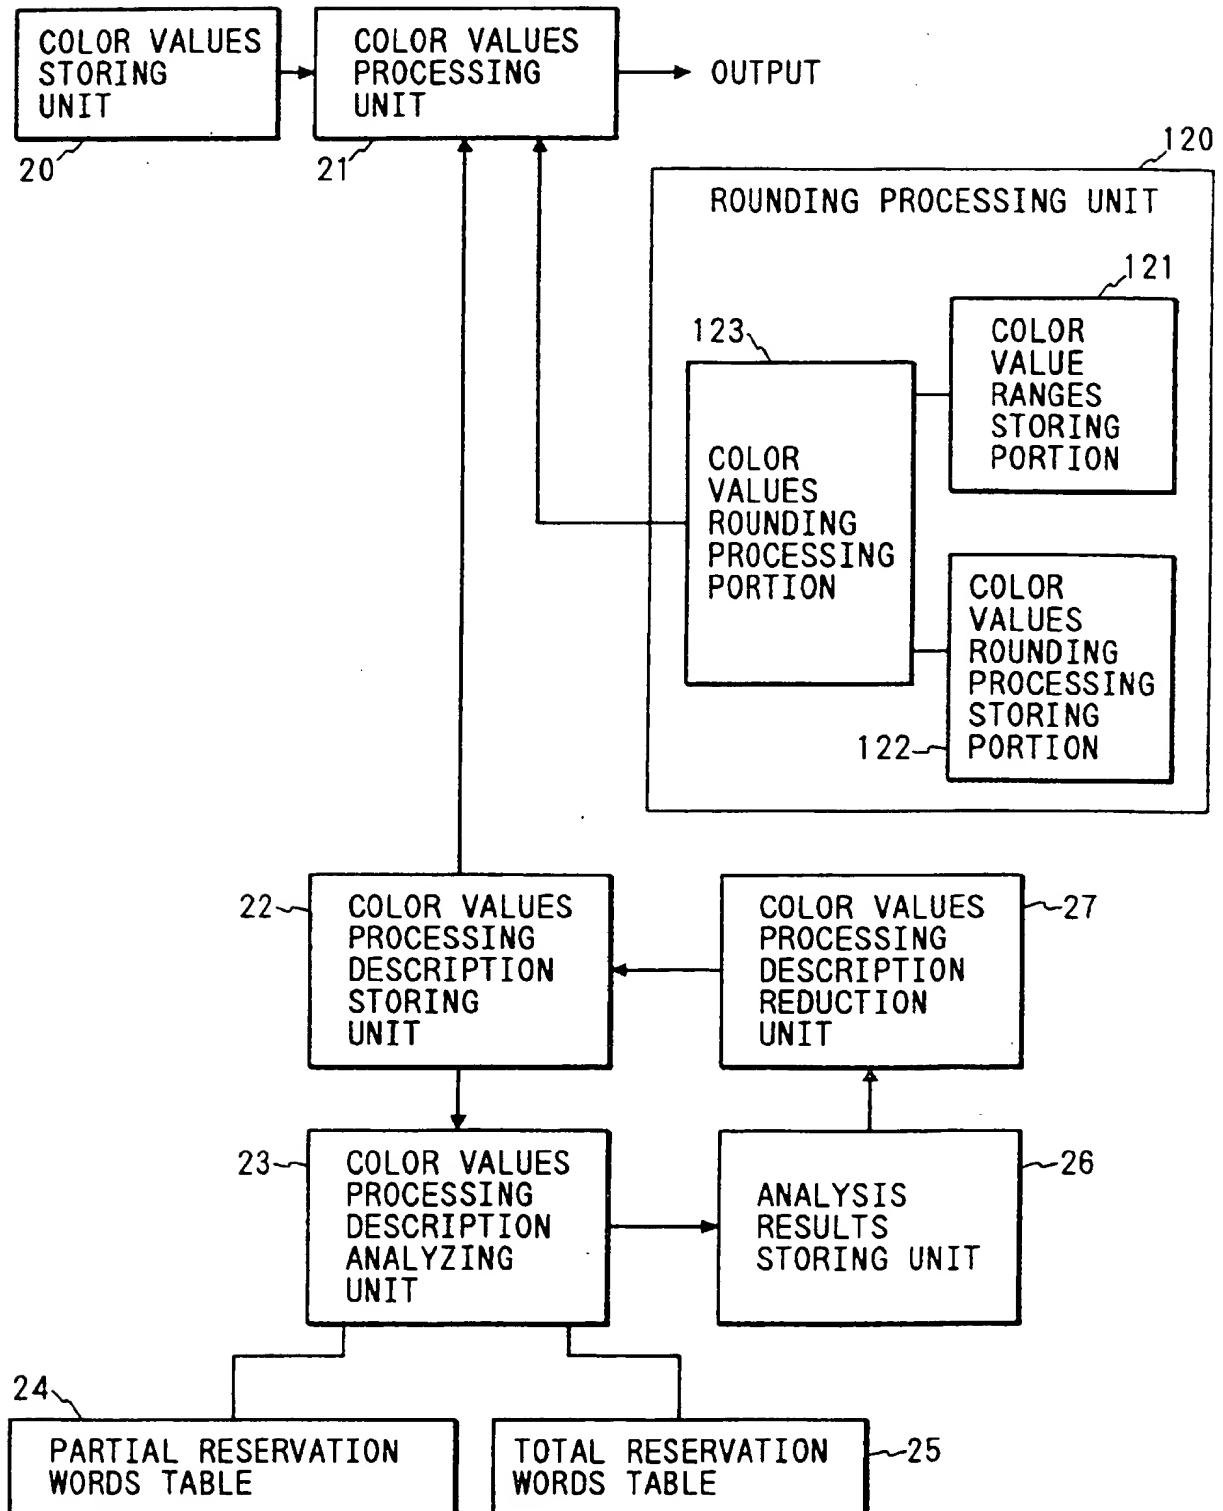 COLOR VALUES
STORING
UNIT
20
COLOR VALUES
PROCESSING
UNIT
21
OUTPUT
120
ROUNDING PROCESSING UNIT
121
COLOR
VALUE
RANGES
STORING
PORTION
123
COLOR
VALUES
ROUNDING
PROCESSING
PORTION
COLOR
VALUES
ROUNDING
PROCESSING
STORING
PORTION
122
22
COLOR VALUES
PROCESSING
DESCRIPTION
STORING
UNIT
COLOR VALUES
PROCESSING
DESCRIPTION
REDUCTION
UNIT
27
23
COLOR VALUES
PROCESSING
DESCRIPTION
ANALYZING
UNIT
ANALYSIS
RESULTS
STORING UNIT
26
24
PARTIAL RESERVATION
WORDS TABLE
TOTAL RESERVATION
WORDS TABLE
25